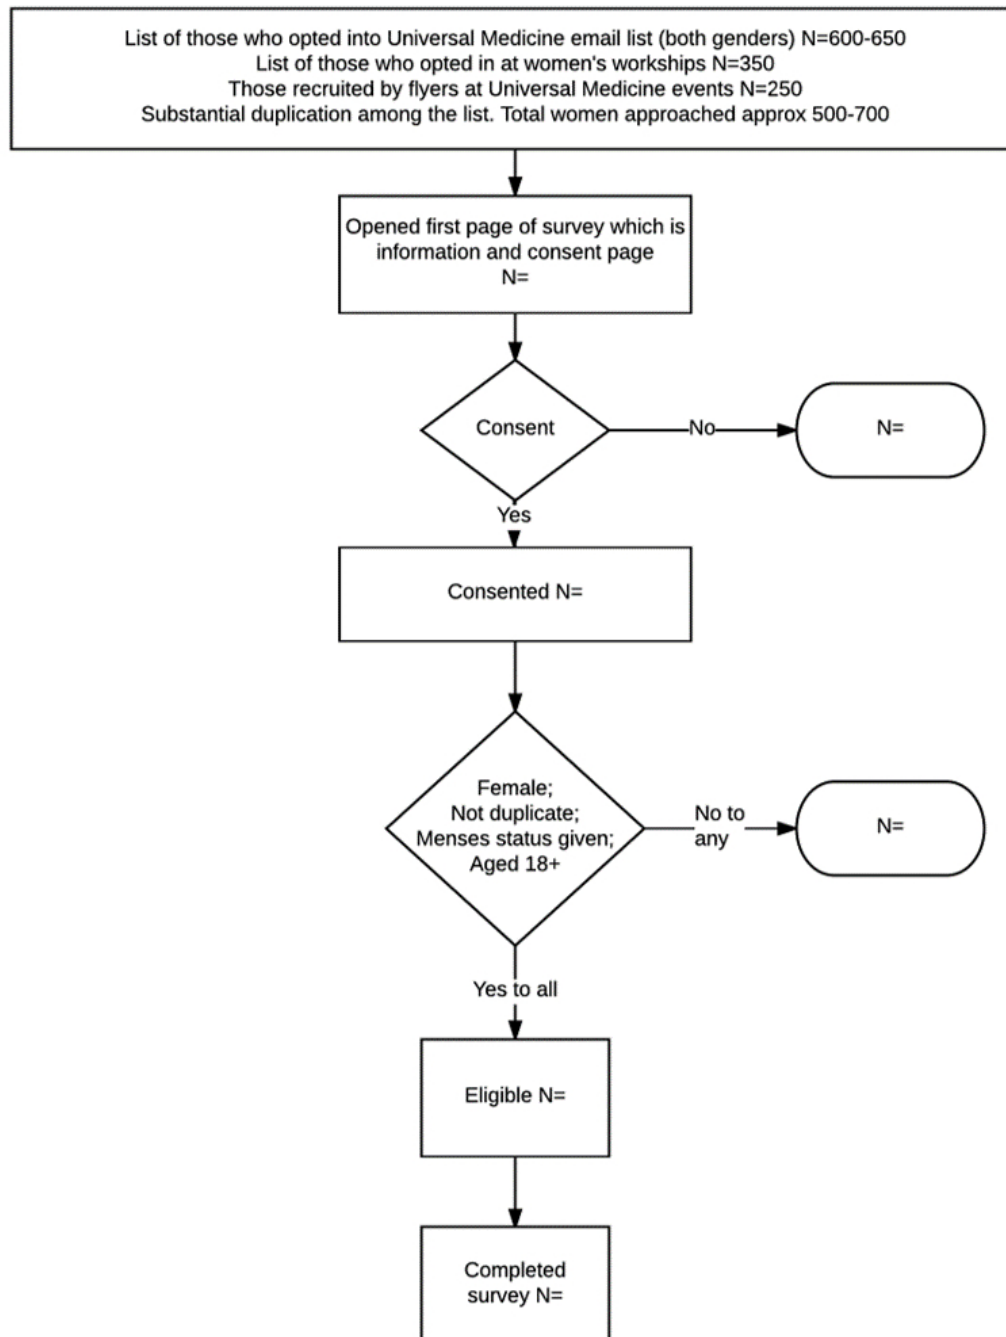 List of those who opted into Universal Medicine email list (both genders) N=600-650
List of those who opted in at women's workships N=350
Those recruited by flyers at Universal Medicine events N=250
Substantial duplication among the list. Total women approached approx 500-700
Opened first page of survey which is
information and consent page
N=
Consent
No
N=
Yes
Consented N=
Female;
Not duplicate;
Menses status given;
Aged 18+
No to
any
N=
Yes to all
Eligible N=
Completed
survey N=